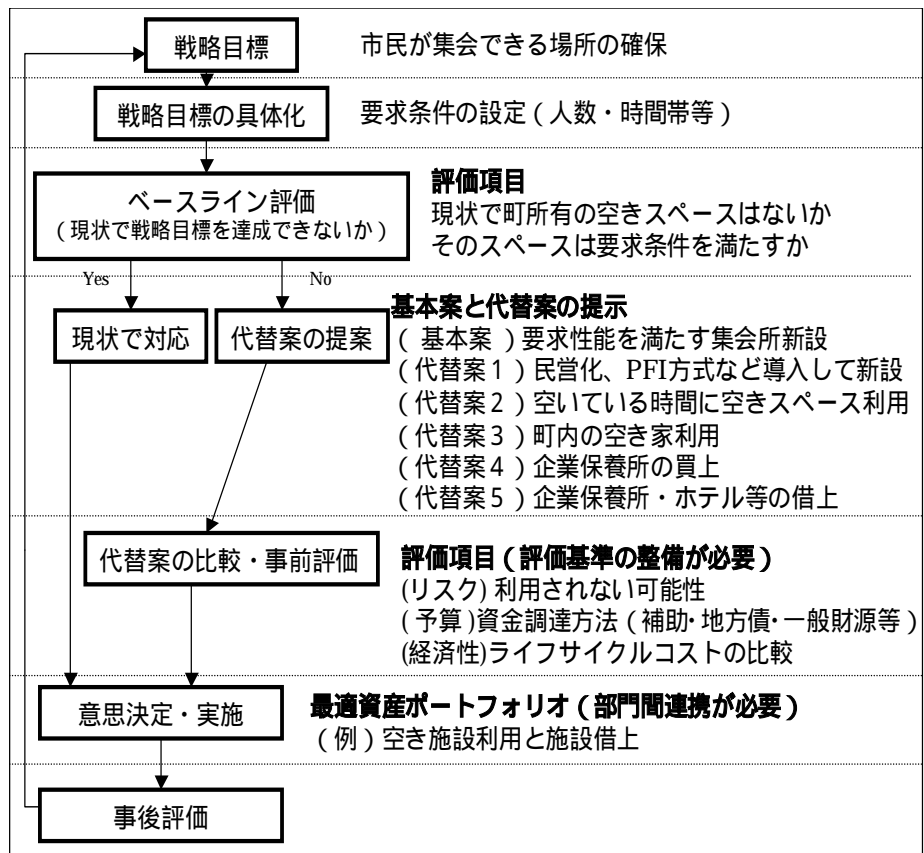 戦略目標
市民が集会できる場所の確保
戦略目標の具体化
要求条件の設定（人数・時間帯等）
ベースライン評価
（現状で戦略目標を達成できないか）
評価項目
現状で町所有の空きスペースはないか
そのスペースは要求条件を満たすか
Yes
No
現状で対応
代替案の提案
基本案と代替案の提示
（ 基本案 ）要求性能を満たす集会所新設
（代替案１）民営化、PFI方式など導入して新設
（代替案２）空いている時間に空きスペース利用
（代替案３）町内の空き家利用
（代替案４）企業保養所の買上
（代替案５）企業保養所・ホテル等の借上
代替案の比較・事前評価
評価項目（評価基準の整備が必要）
(リスク) 利用されない可能性
（予算）資金調達方法（補助・地方債・一般財源等）
(経済性)ライフサイクルコストの比較
意思決定・実施
最適資産ポートフォリオ（部門間連携が必要）
（例）空き施設利用と施設借上
事後評価